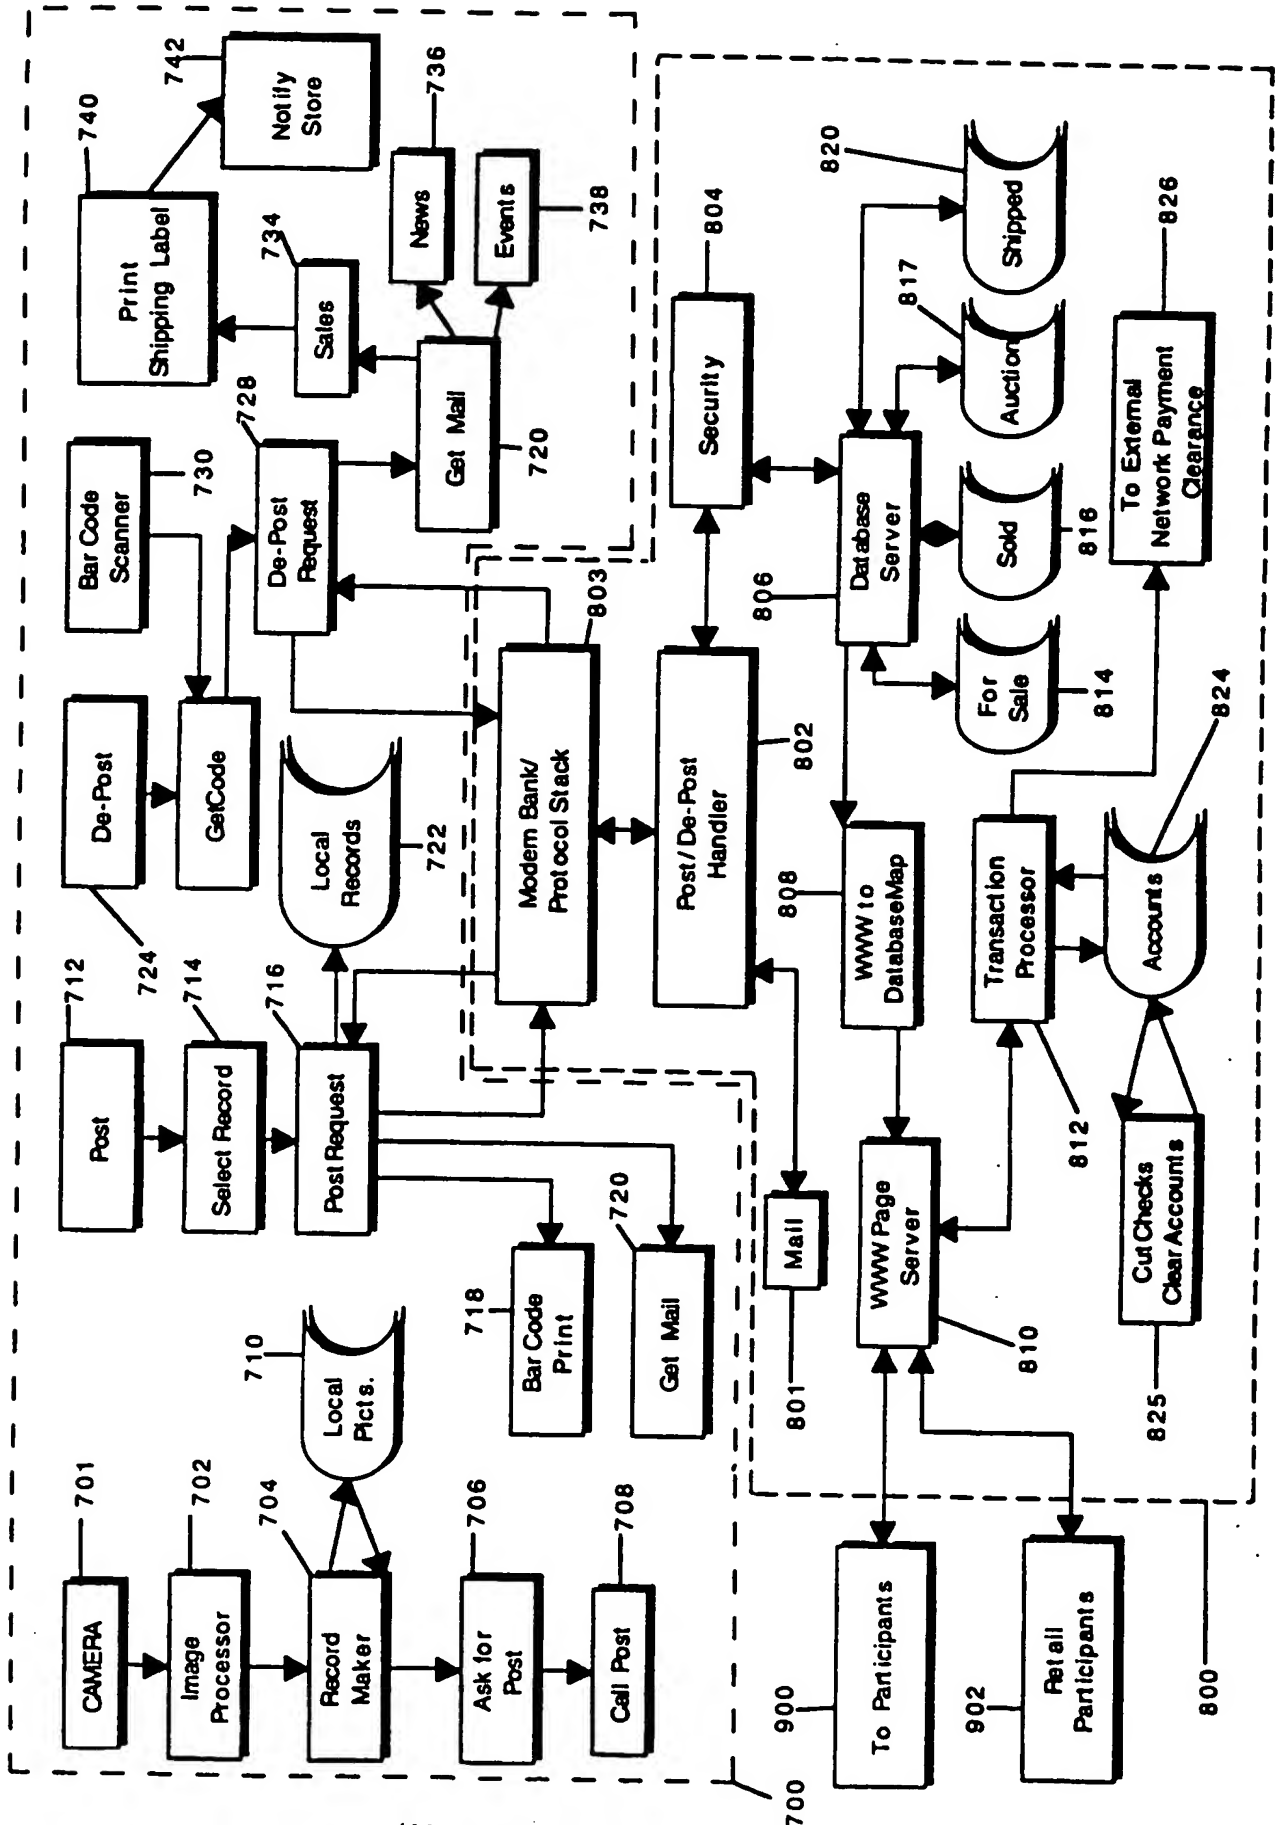 CAMERA
701
Image
Processor
702
Record
Maker
704
Local
Picts.
710
Ask for
Post
706
Call Post
708
Post
712
Select Record
714
Post Request
716
Local
Records
722
Bar Code
Print
718
Get Mail
720
De-Post
724
GetCode
Bar Code
Scanner
730
De-Post
Request
728
Get Mail
720
Sales
734
News
736
Events
738
Print
Shipping Label
740
Notify
Store
742
700
Modem Bank/
Protocol Stack
803
Post/De-Post
Handler
802
Security
804
Mail
801
Database
Server
806
WWW to
DatabaseMap
808
WWW Page
Server
810
For
Sale
814
Sold
816
Auction
817
Shipped
820
Transaction
Processor
812
Accounts
824
Cut Checks
Clear Accounts
825
To External
Network Payment
Clearance
826
To Participants
900
Retail
Participants
902
800